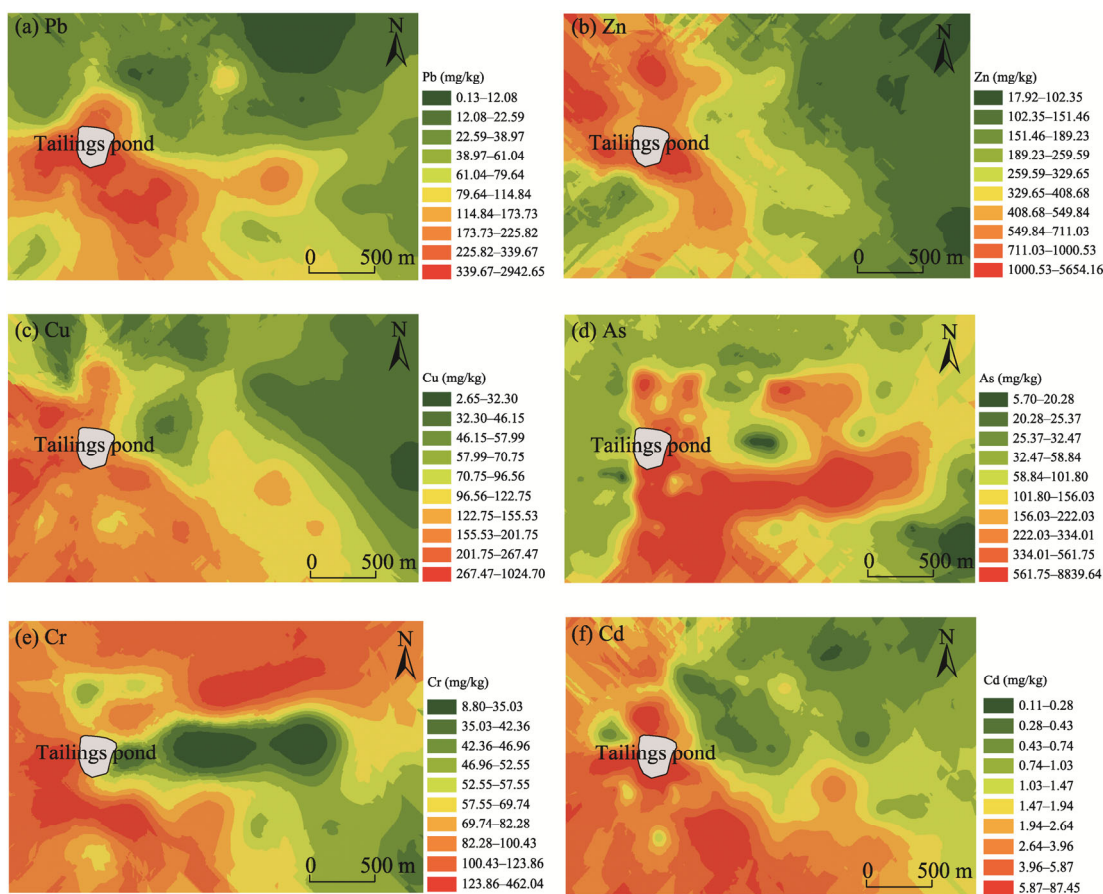 (a) Pb
N
Pb (mg/kg)
0.13–12.08
12.08–22.59
22.59–38.97
38.97–61.04
61.04–79.64
79.64–114.84
114.84–173.73
173.73–225.82
225.82–339.67
339.67–2942.65
Tailings pond
0 500 m
(b) Zn
N
Zn (mg/kg)
17.92–102.35
102.35–151.46
151.46–189.23
189.23–259.59
259.59–329.65
329.65–408.68
408.68–549.84
549.84–711.03
711.03–1000.53
1000.53–5654.16
Tailings pond
0 500 m
(c) Cu
N
Cu (mg/kg)
2.65–32.30
32.30–46.15
46.15–57.99
57.99–70.75
70.75–96.56
96.56–122.75
122.75–155.53
155.53–201.75
201.75–267.47
267.47–1024.70
Tailings pond
0 500 m
(d) As
N
As (mg/kg)
5.70–20.28
20.28–25.37
25.37–32.47
32.47–58.84
58.84–101.80
101.80–156.03
156.03–222.03
222.03–334.01
334.01–561.75
561.75–8839.64
Tailings pond
0 500 m
(e) Cr
N
Cr (mg/kg)
8.80–35.03
35.03–42.36
42.36–46.96
46.96–52.55
52.55–57.55
57.55–69.74
69.74–82.28
82.28–100.43
100.43–123.86
123.86–462.04
Tailings pond
0 500 m
(f) Cd
N
Cd (mg/kg)
0.11–0.28
0.28–0.43
0.43–0.74
0.74–1.03
1.03–1.47
1.47–1.94
1.94–2.64
2.64–3.96
3.96–5.87
5.87–87.45
Tailings pond
0 500 m